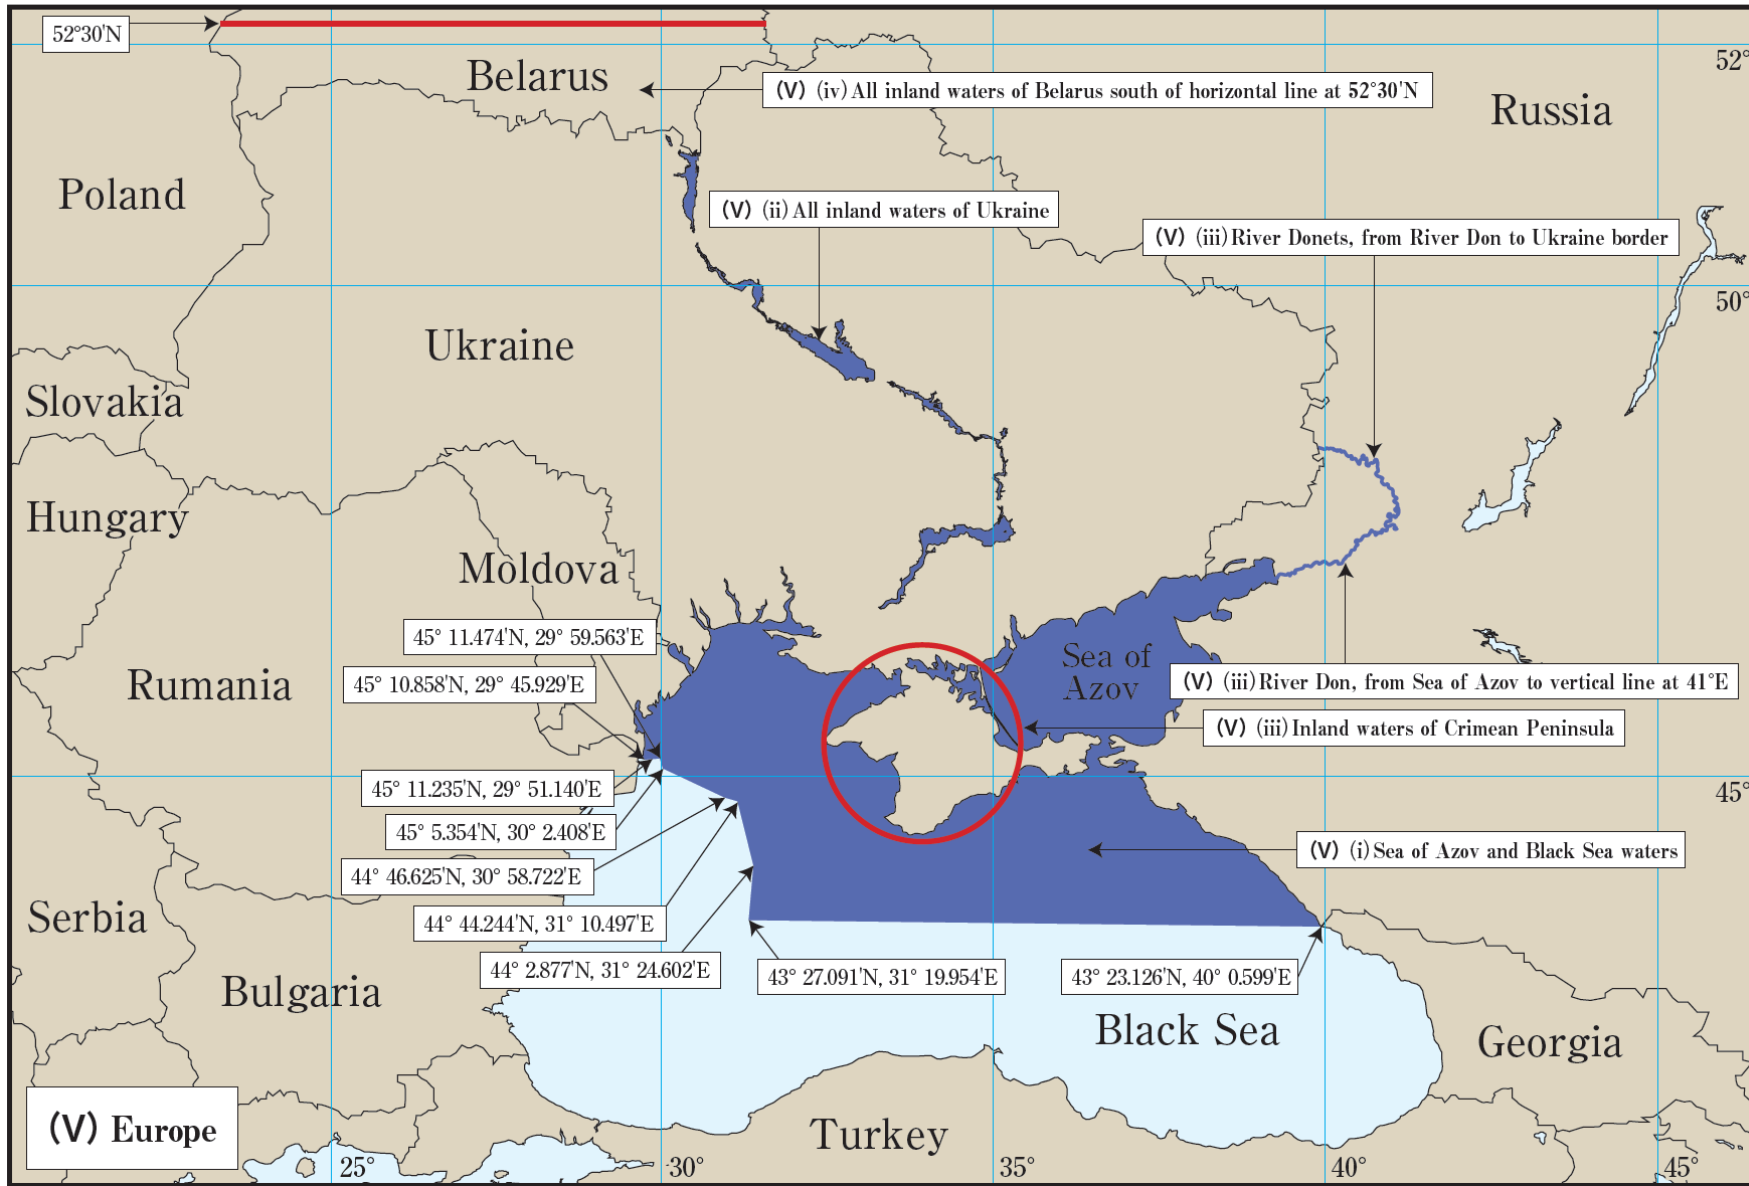 52°30'N
52°
Belarus
(V) (iv) All inland waters of Belarus south of horizontal line at 52°30'N
Russia
Poland
(V) (ii) All inland waters of Ukraine
(V) (iii) River Donets, from River Don to Ukraine border
50°
Ukraine
Slovakia
Hungary
Moldova
45° 11.474'N, 29° 59.563'E
Sea of
Azov
45° 10.858'N, 29° 45.929'E
Rumania
(V) (iii) River Don, from Sea of Azov to vertical line at 41°E
(V) (iii) Inland waters of Crimean Peninsula
45° 11.235'N, 29° 51.140'E
45°
45° 5.354'N, 30° 2.408'E
(V) (i) Sea of Azov and Black Sea waters
44° 46.625'N, 30° 58.722'E
Serbia
44° 44.244'N, 31° 10.497'E
44° 2.877'N, 31° 24.602'E
43° 27.091'N, 31° 19.954'E
43° 23.126'N, 40° 0.599'E
Bulgaria
Black Sea
Georgia
(V) Europe
Turkey
25°
30°
35°
40°
45°